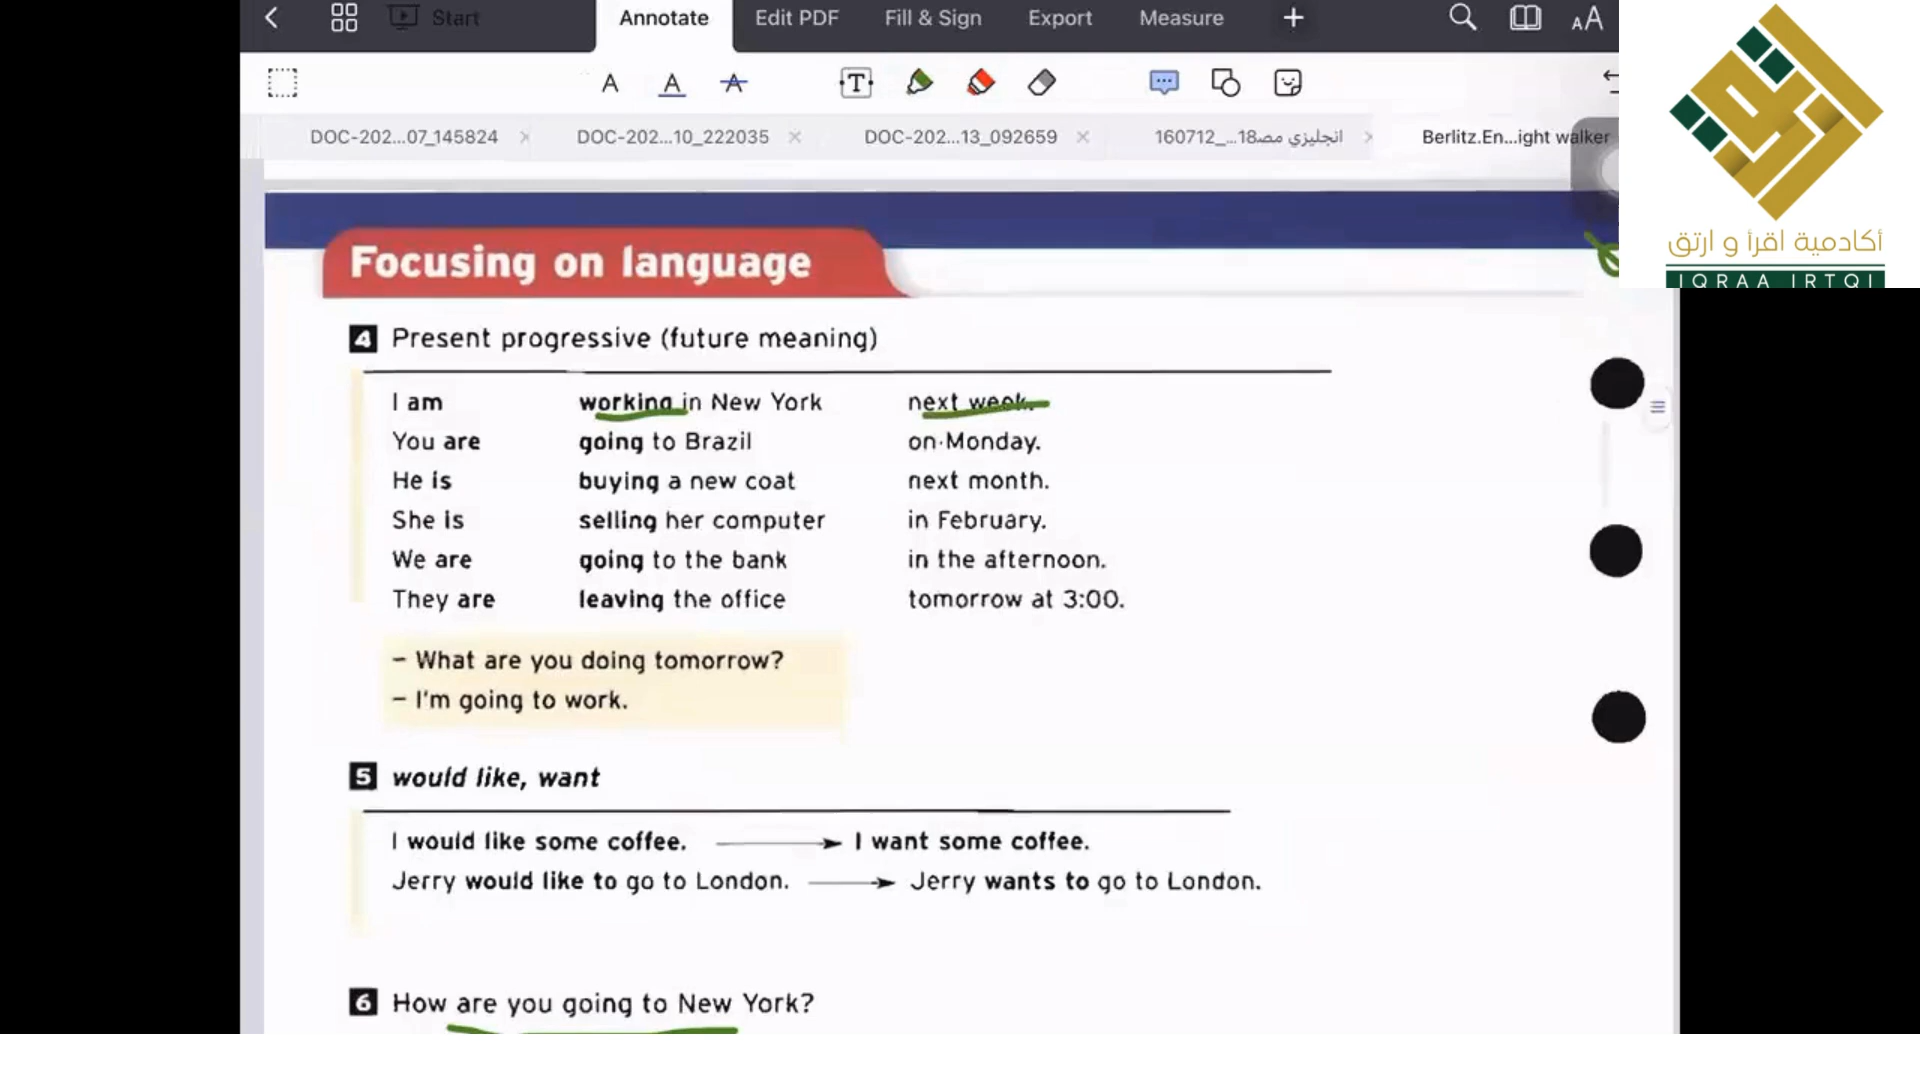 Start Annotate Edit PDF Fill & Sign Export Measure +
A A A T
DOC-202...07_145824 × DOC-202...10_222035 × DOC-202...13_092659 × انجليزي مصـ18..._160712 × Berlitz.En...ight walker
أكاديمية اقرأ و ارتق
IQRAA IRTQI
Focusing on language
4 Present progressive (future meaning)
I am working in New York next week.
You are going to Brazil on Monday.
He is buying a new coat next month.
She is selling her computer in February.
We are going to the bank in the afternoon.
They are leaving the office tomorrow at 3:00.
– What are you doing tomorrow?
– I'm going to work.
5 would like, want
I would like some coffee. → I want some coffee.
Jerry would like to go to London. → Jerry wants to go to London.
6 How are you going to New York?